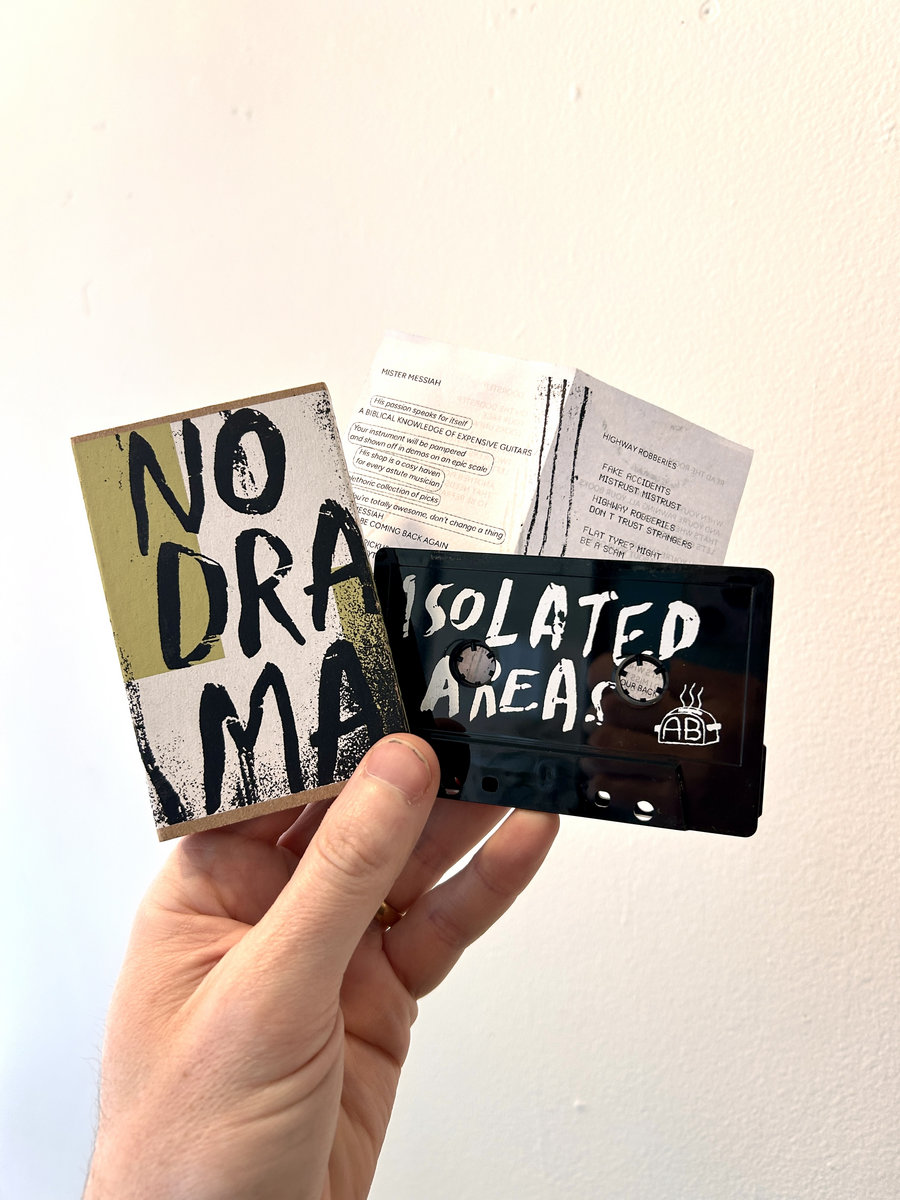 NO
DRA
MA
MISTER MESSIAH
His passion speaks for itself
A BIBLICAL KNOWLEDGE OF EXPENSIVE GUITARS
Your instrument will be pampered
and shown off in demos on an epic scale
His shop is a cosy haven
for every astute musician
collection of picks
You're totally awesome, don't change a thing
MESSIAH
BE COMING BACK AGAIN
HIGHWAY ROBBERIES
FAKE ACCIDENTS
MISTRUST MISTRUST
HIGHWAY ROBBERIES
DON T TRUST STRANGERS
FLAT TYRE? MIGHT
BE A SCAM
ISOLATED
AREAS
OUR BACK
AB